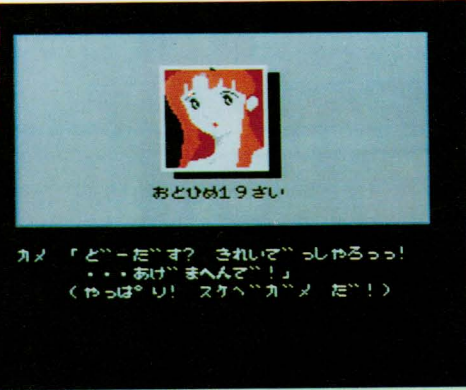 おとひめ19さい
カメ 「どーだす? きれいでっしゃろっっ!
・・・あげまへんで!」
(やっぱり! スケベガメ だ!)